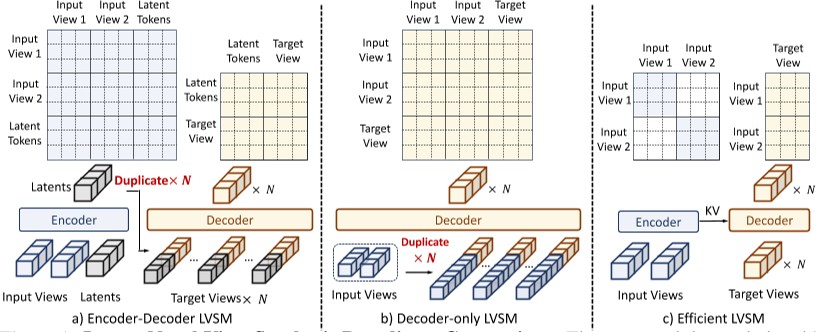 Input View 1
Input View 2
Latent Tokens
Input View 1
Input View 2
Latent Tokens
Latent Tokens
Target View
Latent Tokens
Target View
Latents
Duplicate× N
× N
Encoder
Decoder
...
...
Input Views
Latents
Target Views× N
a) Encoder-Decoder LVSM
Input View 1
Input View 2
Target View
Input View 1
Input View 2
Target View
× N
Decoder
Duplicate
× N
...
...
Input Views
b) Decoder-only LVSM
Input View 1
Input View 2
Input View 1
Input View 2
Target View
Input View 1
Input View 2
× N
Encoder
KV
Decoder
× N
Input Views
Target Views
c) Efficient LVSM